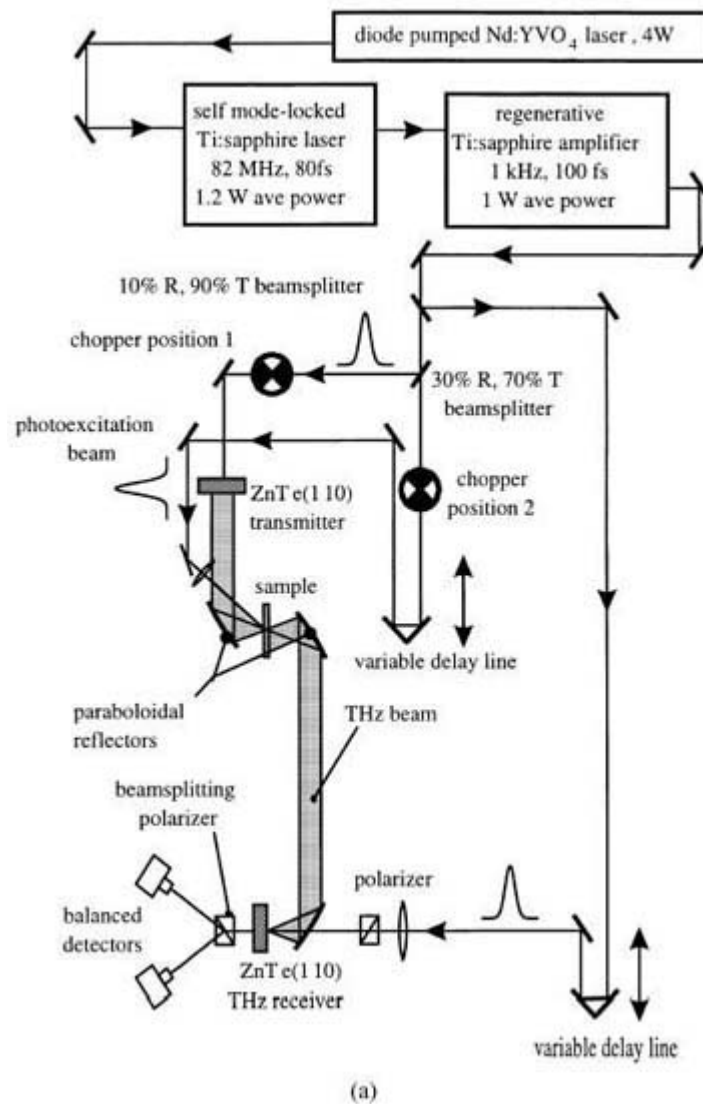 diode pumped Nd:YVO4 laser , 4W
self mode-locked
Ti:sapphire laser
82 MHz, 80fs
1.2 W ave power
regenerative
Ti:sapphire amplifier
1 kHz, 100 fs
1 W ave power
10% R, 90% T beamsplitter
chopper position 1
30% R, 70% T
beamsplitter
photoexcitation
beam
chopper
position 2
ZnT e(1 10)
transmitter
sample
variable delay line
paraboloidal
reflectors
THz beam
beamsplitting
polarizer
polarizer
balanced
detectors
ZnT e(1 10)
THz receiver
variable delay line
(a)